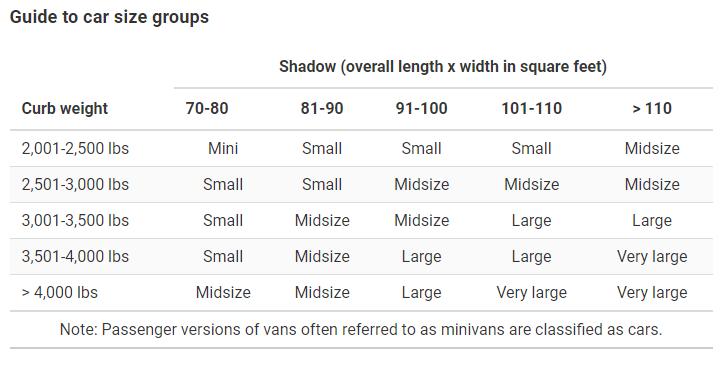 Guide to car size groups
Shadow (overall length x width in square feet)
Curb weight 70-80 81-90 91-100 101-110 > 110
2,001-2,500 lbs Mini Small Small Small Midsize
2,501-3,000 lbs Small Small Midsize Midsize Midsize
3,001-3,500 lbs Small Midsize Midsize Large Large
3,501-4,000 lbs Small Midsize Large Large Very large
> 4,000 lbs Midsize Midsize Large Very large Very large
Note: Passenger versions of vans often referred to as minivans are classified as cars.